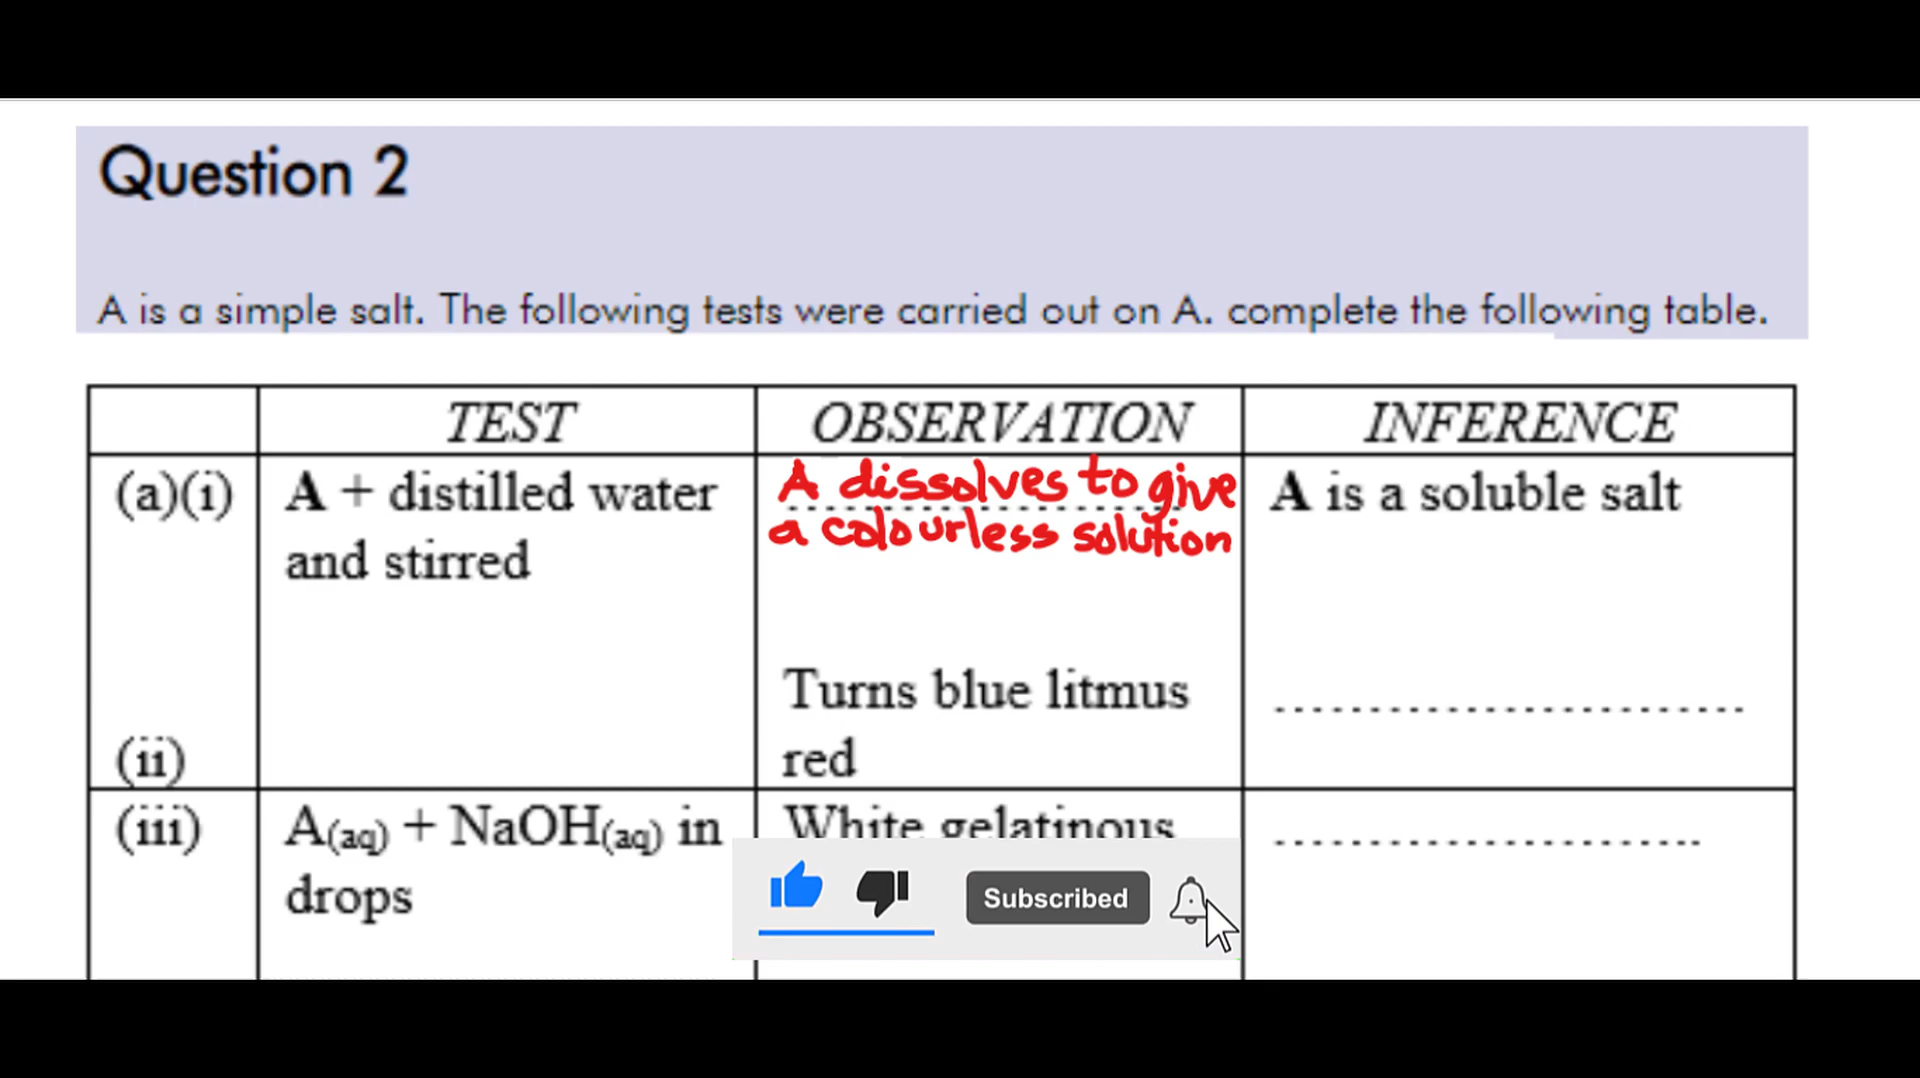 Question 2
A is a simple salt. The following tests were carried out on A. complete the following table.
TEST OBSERVATION INFERENCE
(a)(i) A + distilled water A dissolves to give A is a soluble salt
and stirred a colourless solution
Turns blue litmus
(ii) red
(iii) A(aq) + NaOH(aq) in White gelatinous
drops
Subscribed